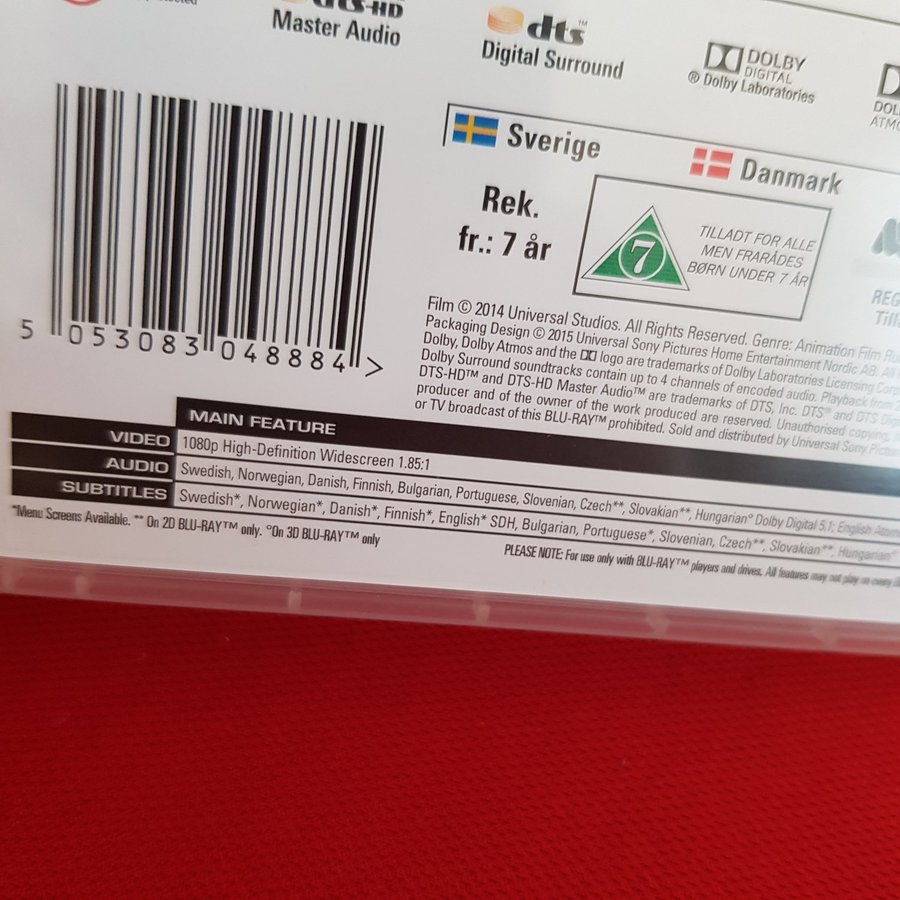 dts-HD
Master Audio
dts™
Digital Surround
DOLBY
DIGITAL
® Dolby Laboratories
Sverige
Danmark
Rek.
fr.: 7 år
7
TILLADT FOR ALLE
MEN FRARÅDES
BØRN UNDER 7 ÅR
REG
Film © 2014 Universal Studios. All Rights Reserved. Genre: Animation Film
Packaging Design © 2015 Universal Sony Pictures Home Entertainment Nordic AB. All
Dolby, Dolby Atmos and the logo are trademarks of Dolby Laboratories Licensing
Dolby Surround soundtracks contain up to 4 channels of encoded audio. Playback from
DTS-HD™ and DTS-HD Master Audio™ are trademarks of DTS, Inc. DTS® and DTS
producer and of the owner of the work produced are reserved. Unauthorised copying,
or TV broadcast of this BLU-RAY™ prohibited. Sold and distributed by Universal Sony
5 053083 048884 >
MAIN FEATURE
VIDEO 1080p High-Definition Widescreen 1.85:1
AUDIO Swedish, Norwegian, Danish, Finnish, Bulgarian, Portuguese, Slovenian, Czech**, Slovakian**, Hungarian° Dolby Digital 5.1; English
SUBTITLES Swedish*, Norwegian*, Danish*, Finnish*, English* SDH, Bulgarian, Portuguese*, Slovenian, Czech**, Slovakian**, Hungarian°
*Menu Screens Available. ** On 2D BLU-RAY™ only. °On 3D BLU-RAY™ only
PLEASE NOTE: For use only with BLU-RAY™ players and drives. All features may not play on every